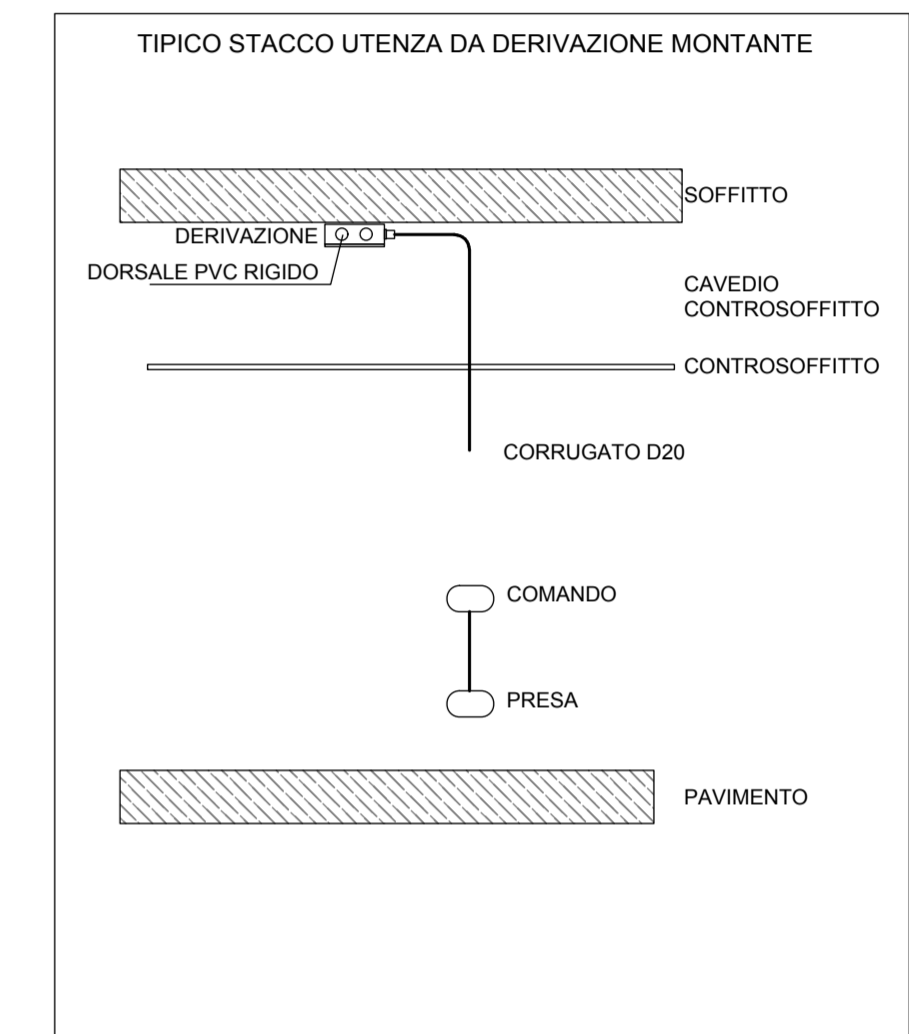 TIPICO STACCO UTENZA DA DERIVAZIONE MONTANTE
SOFFITTO
DERIVAZIONE
DORSALE PVC RIGIDO
CAVEDIO
CONTROSOFFITTO
CONTROSOFFITTO
CORRUGATO D20
COMANDO
PRESA
PAVIMENTO